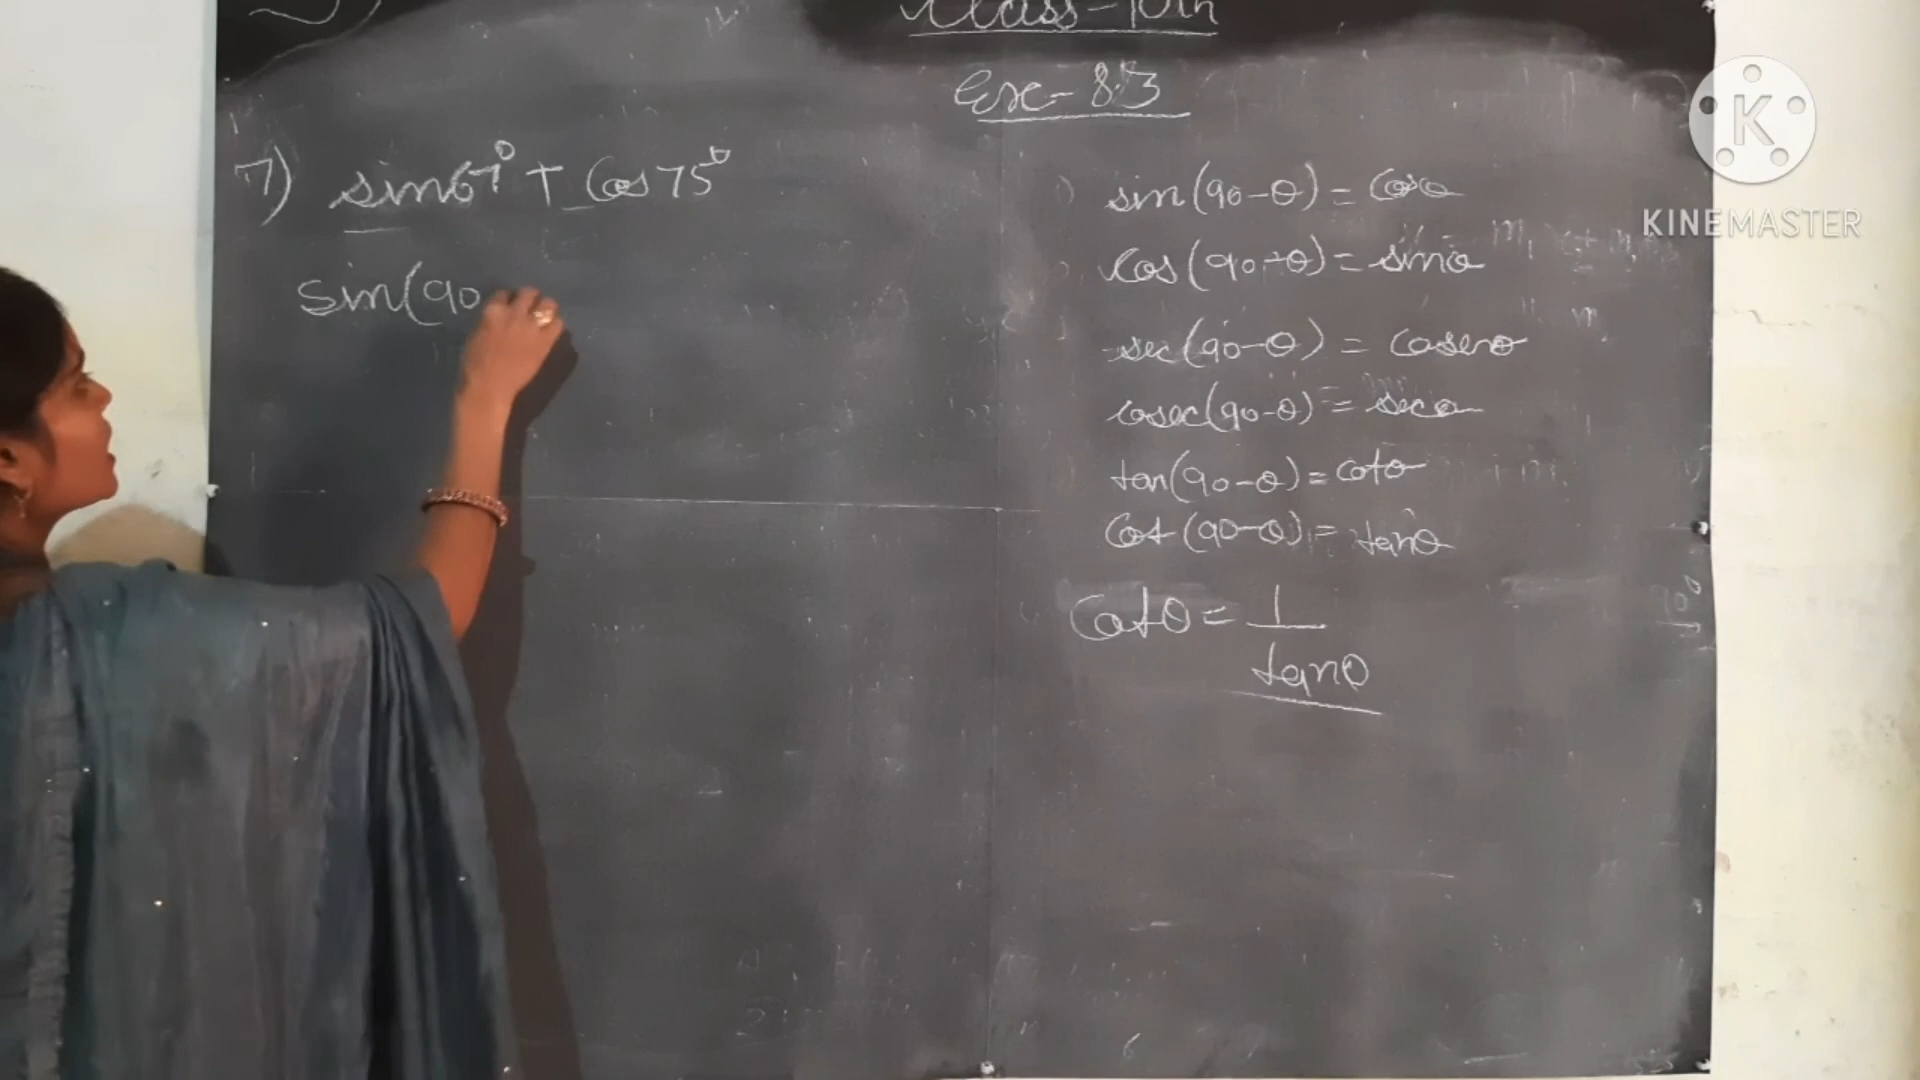 Class-10th
Exe-8.3
7) sin67° + Cos75°
sin(90
sin(90-θ) = Cosθ
Cos(90-θ) = sinθ
sec(90-θ) = Cosecθ
Cosec(90-θ) = secθ
tan(90-θ) = cotθ
Cot(90-θ) = tanθ
Cotθ = 1
tanθ
K
KINEMASTER